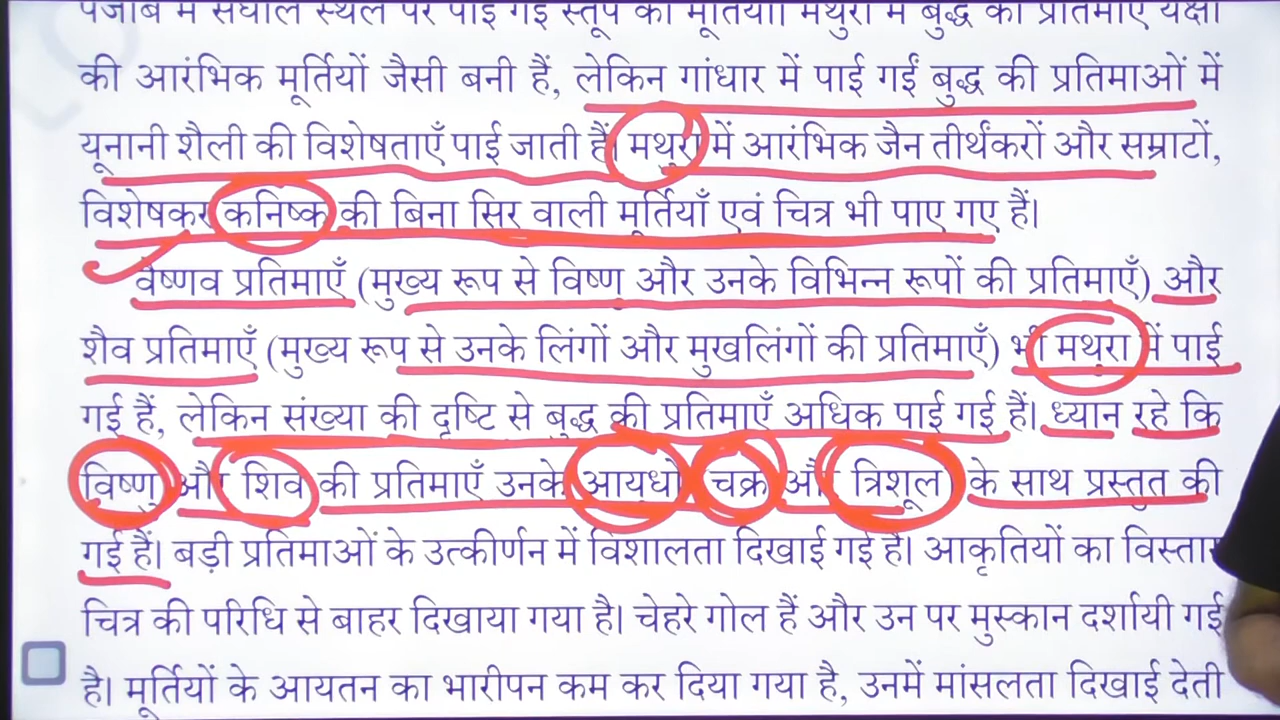 पंजाब में संघोल स्थल पर पाई गई स्तूप की मूर्तियां। मथुरा में बुद्ध की प्रतिमाएँ यक्षों
की आरंभिक मूर्तियों जैसी बनी हैं, लेकिन गांधार में पाई गईं बुद्ध की प्रतिमाओं में
यूनानी शैली की विशेषताएँ पाई जाती हैं। मथुरा में आरंभिक जैन तीर्थंकरों और सम्राटों,
विशेषकर कनिष्क की बिना सिर वाली मूर्तियाँ एवं चित्र भी पाए गए हैं।
वैष्णव प्रतिमाएँ (मुख्य रूप से विष्णु और उनके विभिन्न रूपों की प्रतिमाएँ) और
शैव प्रतिमाएँ (मुख्य रूप से उनके लिंगों और मुखलिंगों की प्रतिमाएँ) भी मथुरा में पाई
गई हैं, लेकिन संख्या की दृष्टि से बुद्ध की प्रतिमाएँ अधिक पाई गई हैं। ध्यान रहे कि
विष्णु और शिव की प्रतिमाएँ उनके आयुधों चक्र और त्रिशूल के साथ प्रस्तुत की
गई हैं। बड़ी प्रतिमाओं के उत्कीर्णन में विशालता दिखाई गई है। आकृतियों का विस्तार
चित्र की परिधि से बाहर दिखाया गया है। चेहरे गोल हैं और उन पर मुस्कान दर्शायी गई
है। मूर्तियों के आयतन का भारीपन कम कर दिया गया है, उनमें मांसलता दिखाई देती